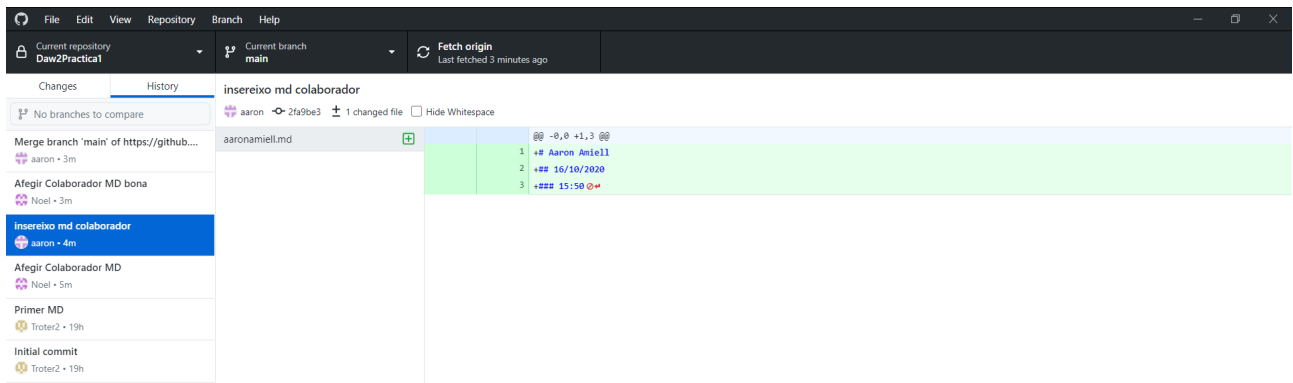 File Edit View Repository Branch Help
Current repository
Daw2Practica1
Current branch
main
Fetch origin
Last fetched 3 minutes ago
Changes History
No branches to compare
Merge branch 'main' of https://github....
aaron • 3m
Afegir Colaborador MD bona
Noel • 3m
insereixo md colaborador
aaron • 4m
Afegir Colaborador MD
Noel • 5m
Primer MD
Troter2 • 19h
Initial commit
Troter2 • 19h
insereixo md colaborador
aaron 2fa9be3 1 changed file Hide Whitespace
aaronamiell.md
@@ -0,0 +1,3 @@
1 +# Aaron Amiell
2 +## 16/10/2020
3 +### 15:50